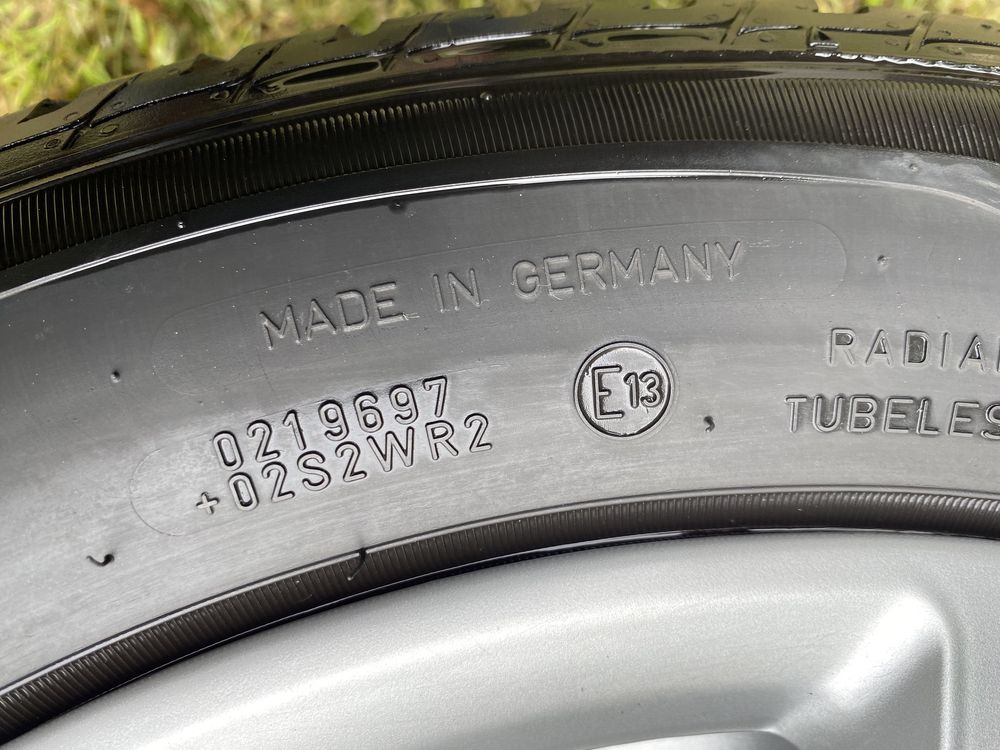 MADE IN GERMANY
0219697
+02S2WR2
E13
RADIA
TUBELES